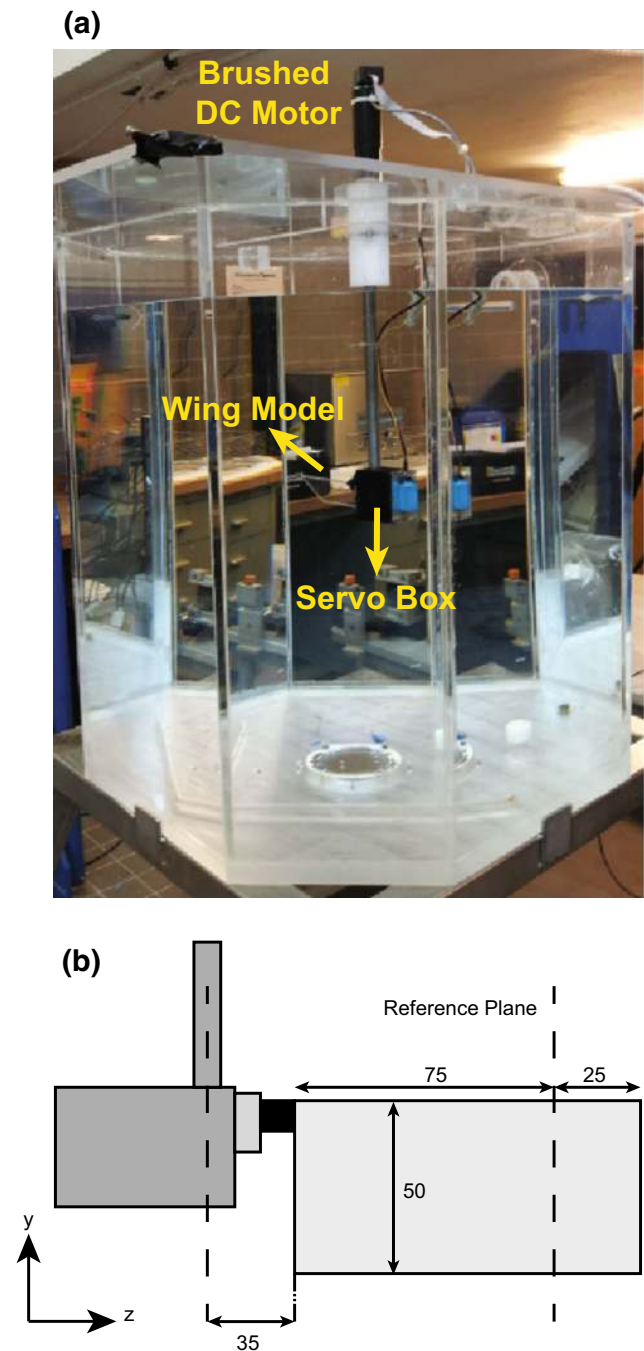 (a)
Brushed
DC Motor
Wing Model
Servo Box
(b)
Reference Plane
75
25
50
y
z
35